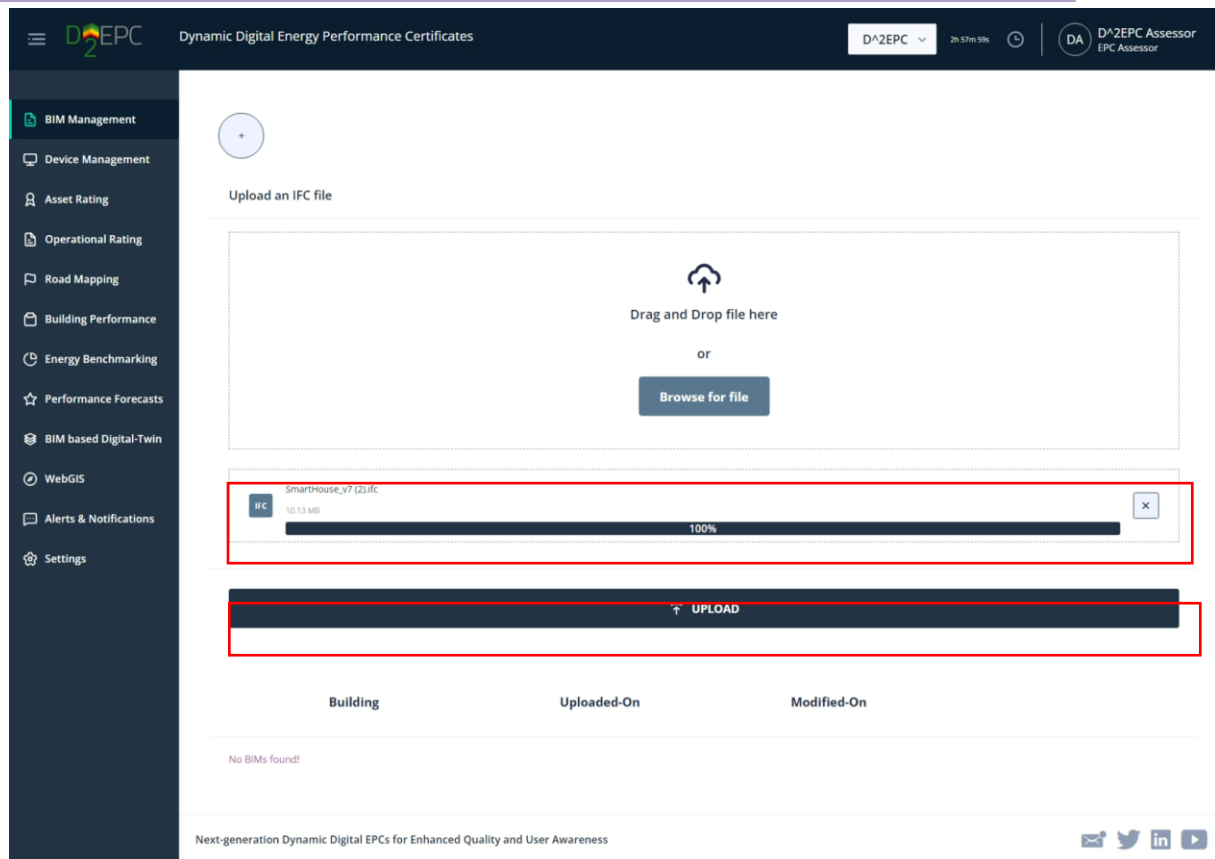 D2EPC
Dynamic Digital Energy Performance Certificates
D^2EPC
2h 57m 59s
DA
D^2EPC Assessor
EPC Assessor
BIM Management
Device Management
Asset Rating
Operational Rating
Road Mapping
Building Performance
Energy Benchmarking
Performance Forecasts
BIM based Digital-Twin
WebGIS
Alerts & Notifications
Settings
+
Upload an IFC file
Drag and Drop file here
or
Browse for file
IFC
SmartHouse_v7 (2).ifc
10.13 MB
100%
UPLOAD
Building Uploaded-On Modified-On
No BIMs found!
Next-generation Dynamic Digital EPCs for Enhanced Quality and User Awareness
in